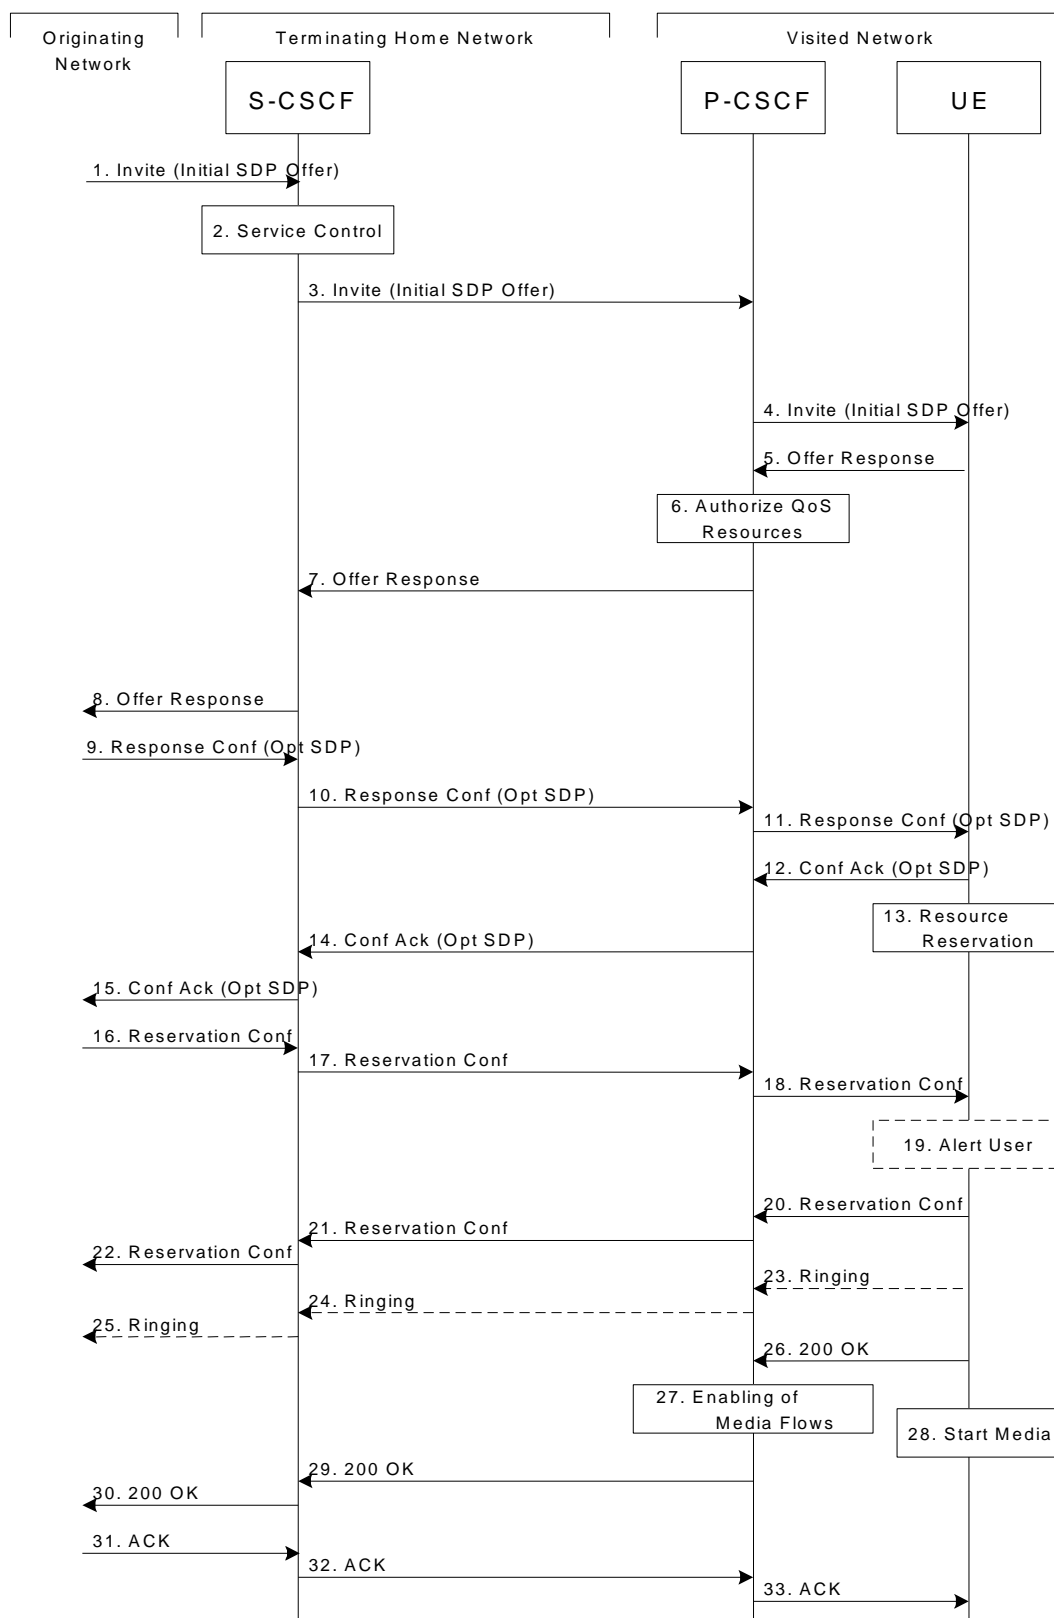 Originating
Network
Terminating Home Network
Visited Network
S-CSCF
P-CSCF
UE
1. Invite (Initial SDP Offer)
2. Service Control
3. Invite (Initial SDP Offer)
4. Invite (Initial SDP Offer)
5. Offer Response
6. Authorize QoS
Resources
7. Offer Response
8. Offer Response
9. Response Conf (Opt SDP)
10. Response Conf (Opt SDP)
11. Response Conf (Opt SDP)
12. Conf Ack (Opt SDP)
13. Resource
Reservation
14. Conf Ack (Opt SDP)
15. Conf Ack (Opt SDP)
16. Reservation Conf
17. Reservation Conf
18. Reservation Conf
19. Alert User
20. Reservation Conf
21. Reservation Conf
22. Reservation Conf
23. Ringing
24. Ringing
25. Ringing
26. 200 OK
27. Enabling of
Media Flows
28. Start Media
29. 200 OK
30. 200 OK
31. ACK
32. ACK
33. ACK